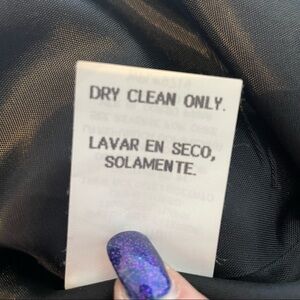 DRY CLEAN ONLY.
LAVAR EN SECO,
SOLAMENTE.